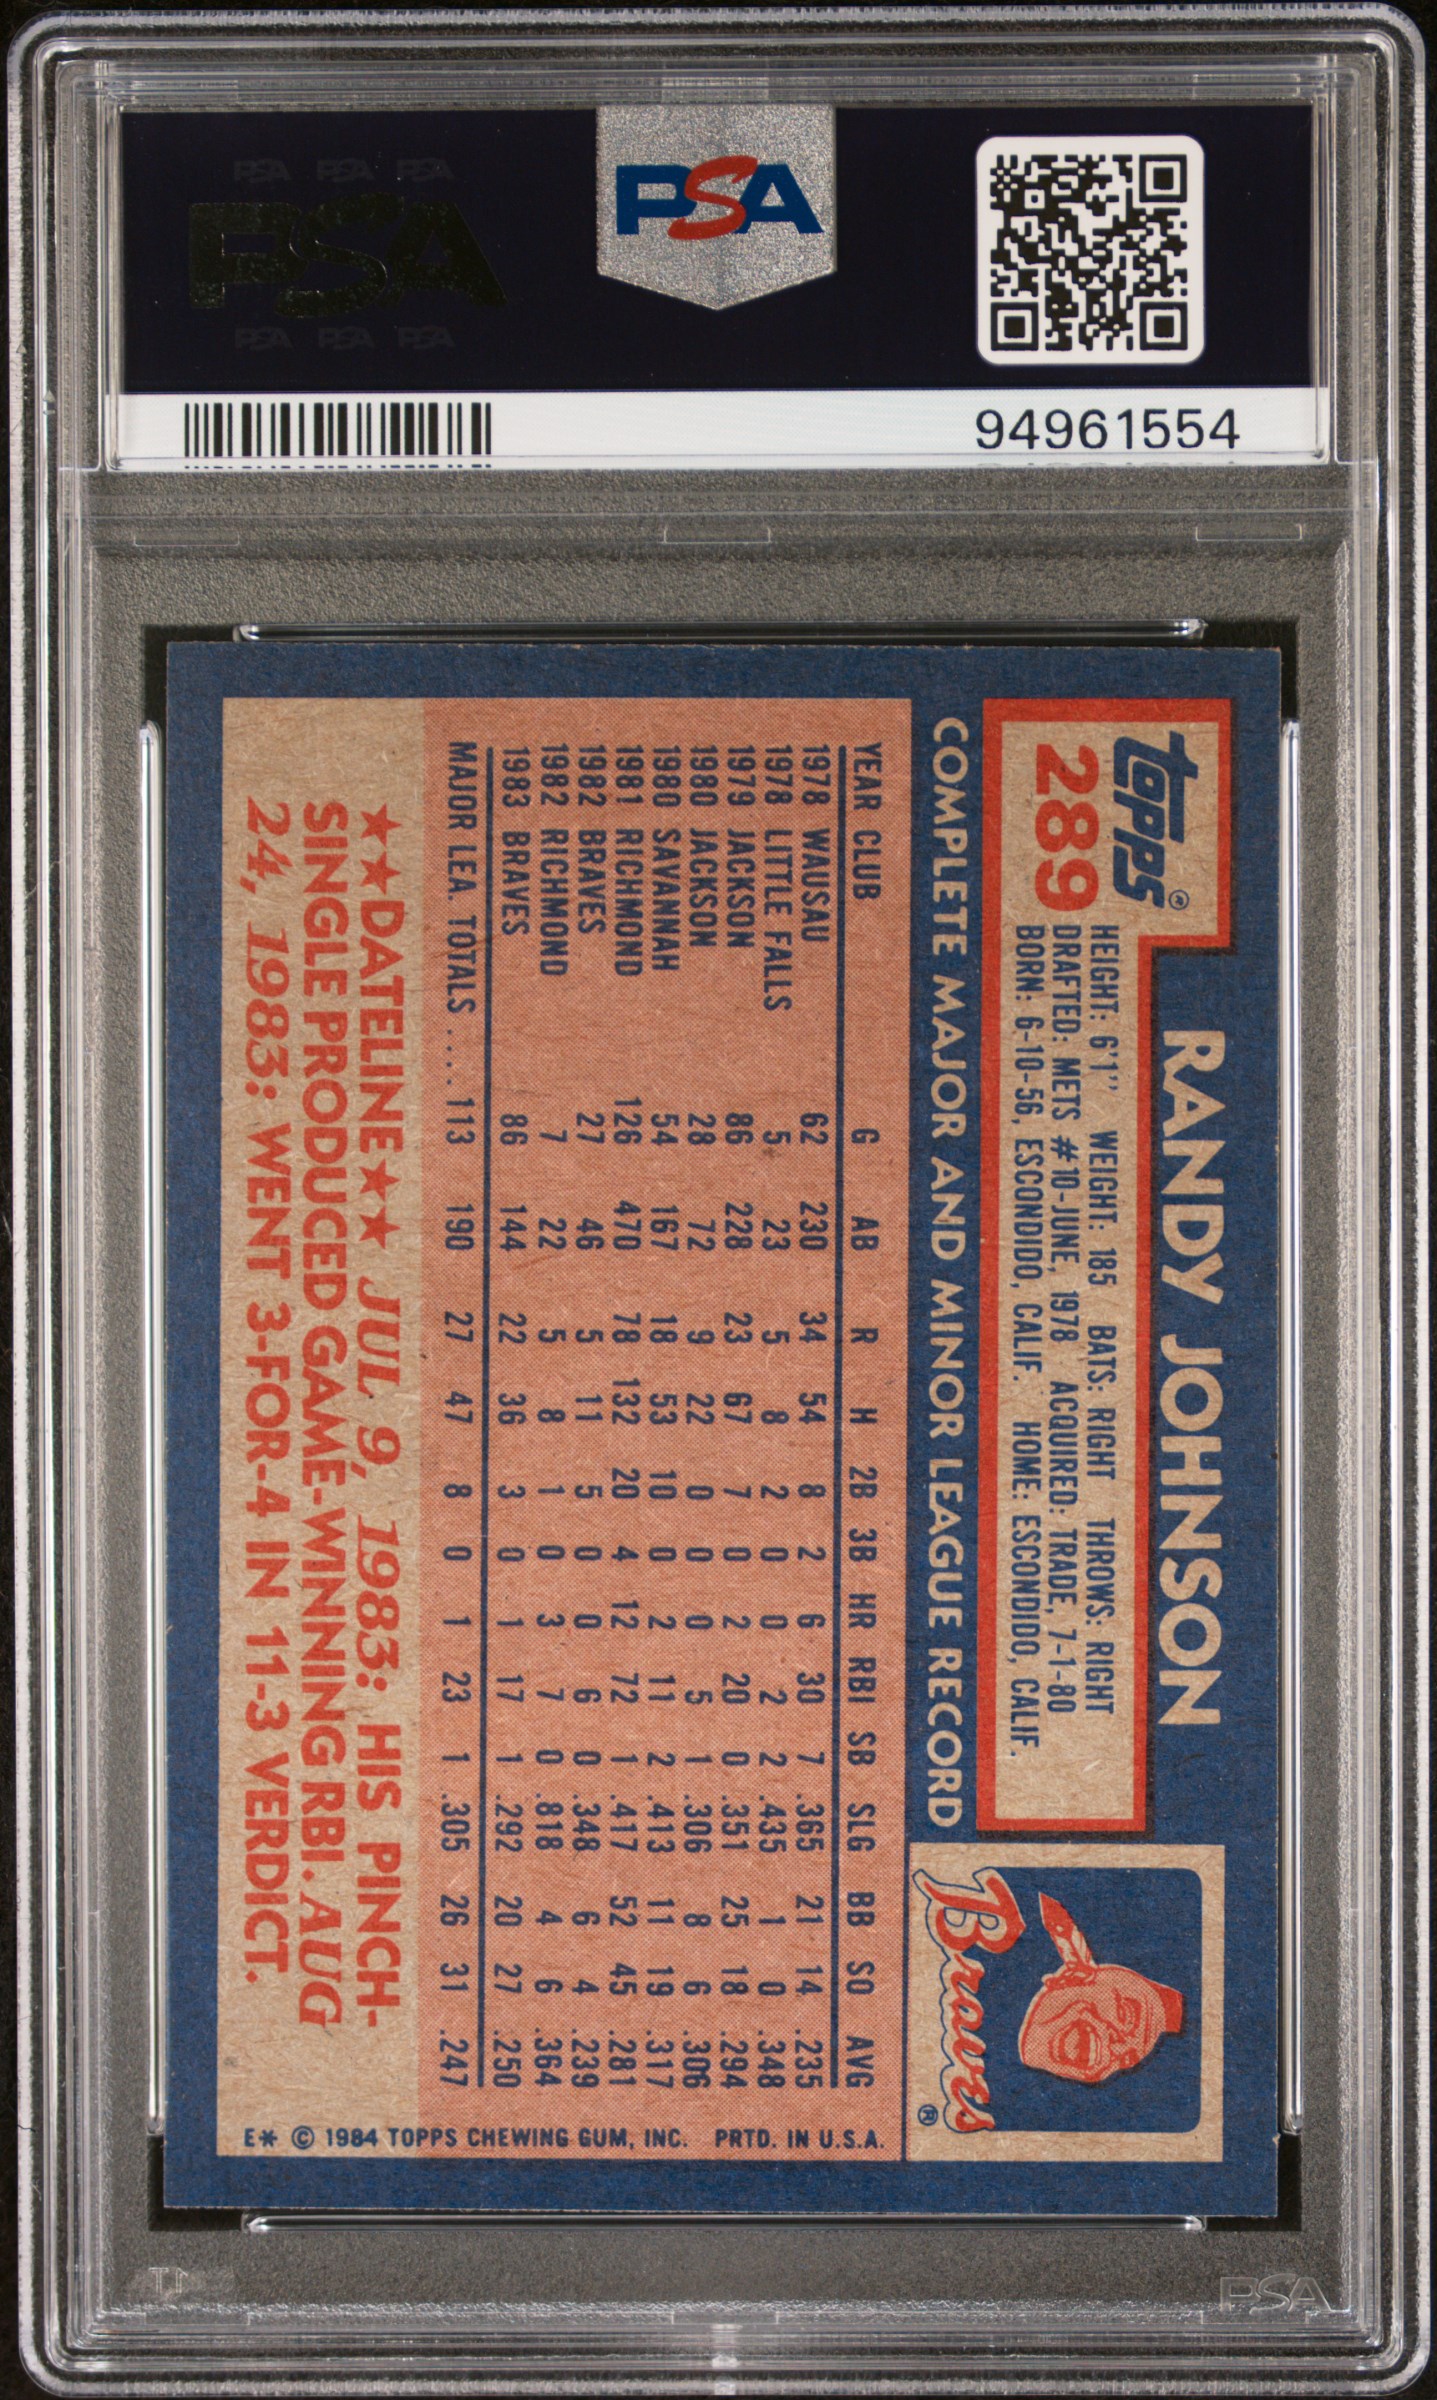 PSA PSA PSA
PSA
PSA PSA PSA
PSA
94961554
topps®
289
RANDY JOHNSON
HEIGHT: 6'1" WEIGHT: 185 BATS: RIGHT THROWS: RIGHT
DRAFTED: METS #10-JUNE, 1978 ACQUIRED: TRADE, 7-1-80
BORN: 6-10-56, ESCONDIDO, CALIF. HOME: ESCONDIDO, CALIF.
COMPLETE MAJOR AND MINOR LEAGUE RECORD
Braves®
YEAR CLUB G AB R H 2B 3B HR RBI SB SLG BB SO AVG
1978 WAUSAU 62 230 34 54 8 2 6 30 7 .365 21 14 .235
1978 LITTLE FALLS 5 23 5 8 2 0 0 2 2 .435 1 0 .348
1979 JACKSON 86 228 23 67 7 0 2 20 0 .351 25 18 .294
1980 JACKSON 28 72 9 22 0 0 0 5 1 .306 8 6 .306
1980 SAVANNAH 54 167 18 53 10 0 2 11 2 .413 11 19 .317
1981 RICHMOND 126 470 78 132 20 4 12 72 1 .417 52 45 .281
1982 BRAVES 27 46 5 11 5 0 0 6 0 .348 6 4 .239
1982 RICHMOND 7 22 5 8 1 0 3 7 0 .818 4 6 .364
1983 BRAVES 86 144 22 36 3 0 1 17 1 .292 20 27 .250
MAJOR LEA. TOTALS .... 113 190 27 47 8 0 1 23 1 .305 26 31 .247
★★DATELINE★★ JUL 9, 1983: HIS PINCH-
SINGLE PRODUCED GAME-WINNING RBI. AUG
24, 1983: WENT 3-FOR-4 IN 11-3 VERDICT.
E* © 1984 TOPPS CHEWING GUM, INC. PRTD. IN U.S.A.
PSA